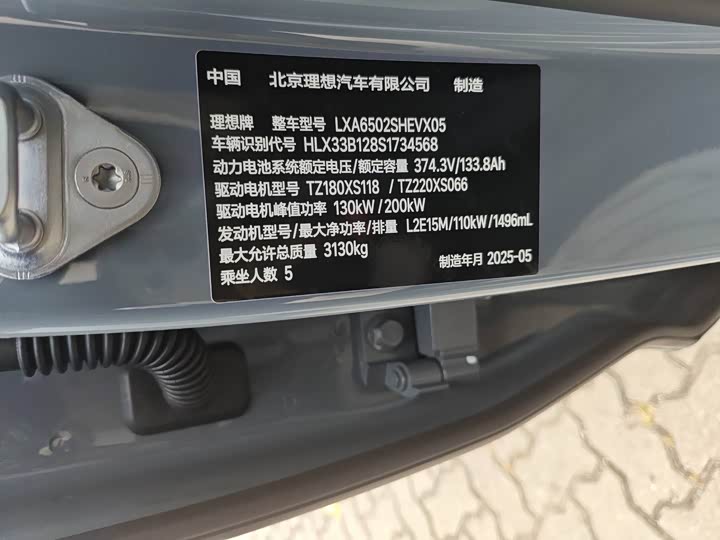 中国 北京理想汽车有限公司 制造
理想牌 整车型号 LXA6502SHEVX05
车辆识别代号 HLX33B128S1734568
动力电池系统额定电压/额定容量 374.3V/133.8Ah
驱动电机型号 TZ180XS118 / TZ220XS066
驱动电机峰值功率 130kW / 200kW
发动机型号/最大净功率/排量 L2E15M/110kW/1496mL
最大允许总质量 3130kg
制造年月 2025-05
乘坐人数 5